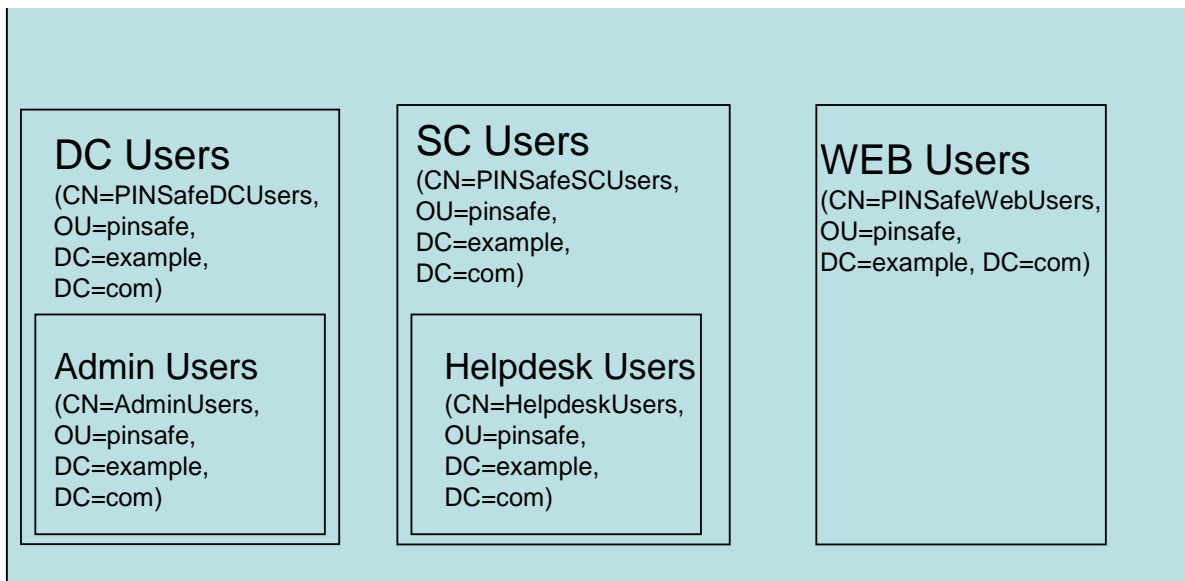 DC Users
(CN=PINSafeDCUsers,
OU=pinsafe,
DC=example,
DC=com)
Admin Users
(CN=AdminUsers,
OU=pinsafe,
DC=example,
DC=com)
SC Users
(CN=PINSafeSCUsers,
OU=pinsafe,
DC=example,
DC=com)
Helpdesk Users
(CN=HelpdeskUsers,
OU=pinsafe,
DC=example,
DC=com)
WEB Users
(CN=PINSafeWebUsers,
OU=pinsafe,
DC=example, DC=com)